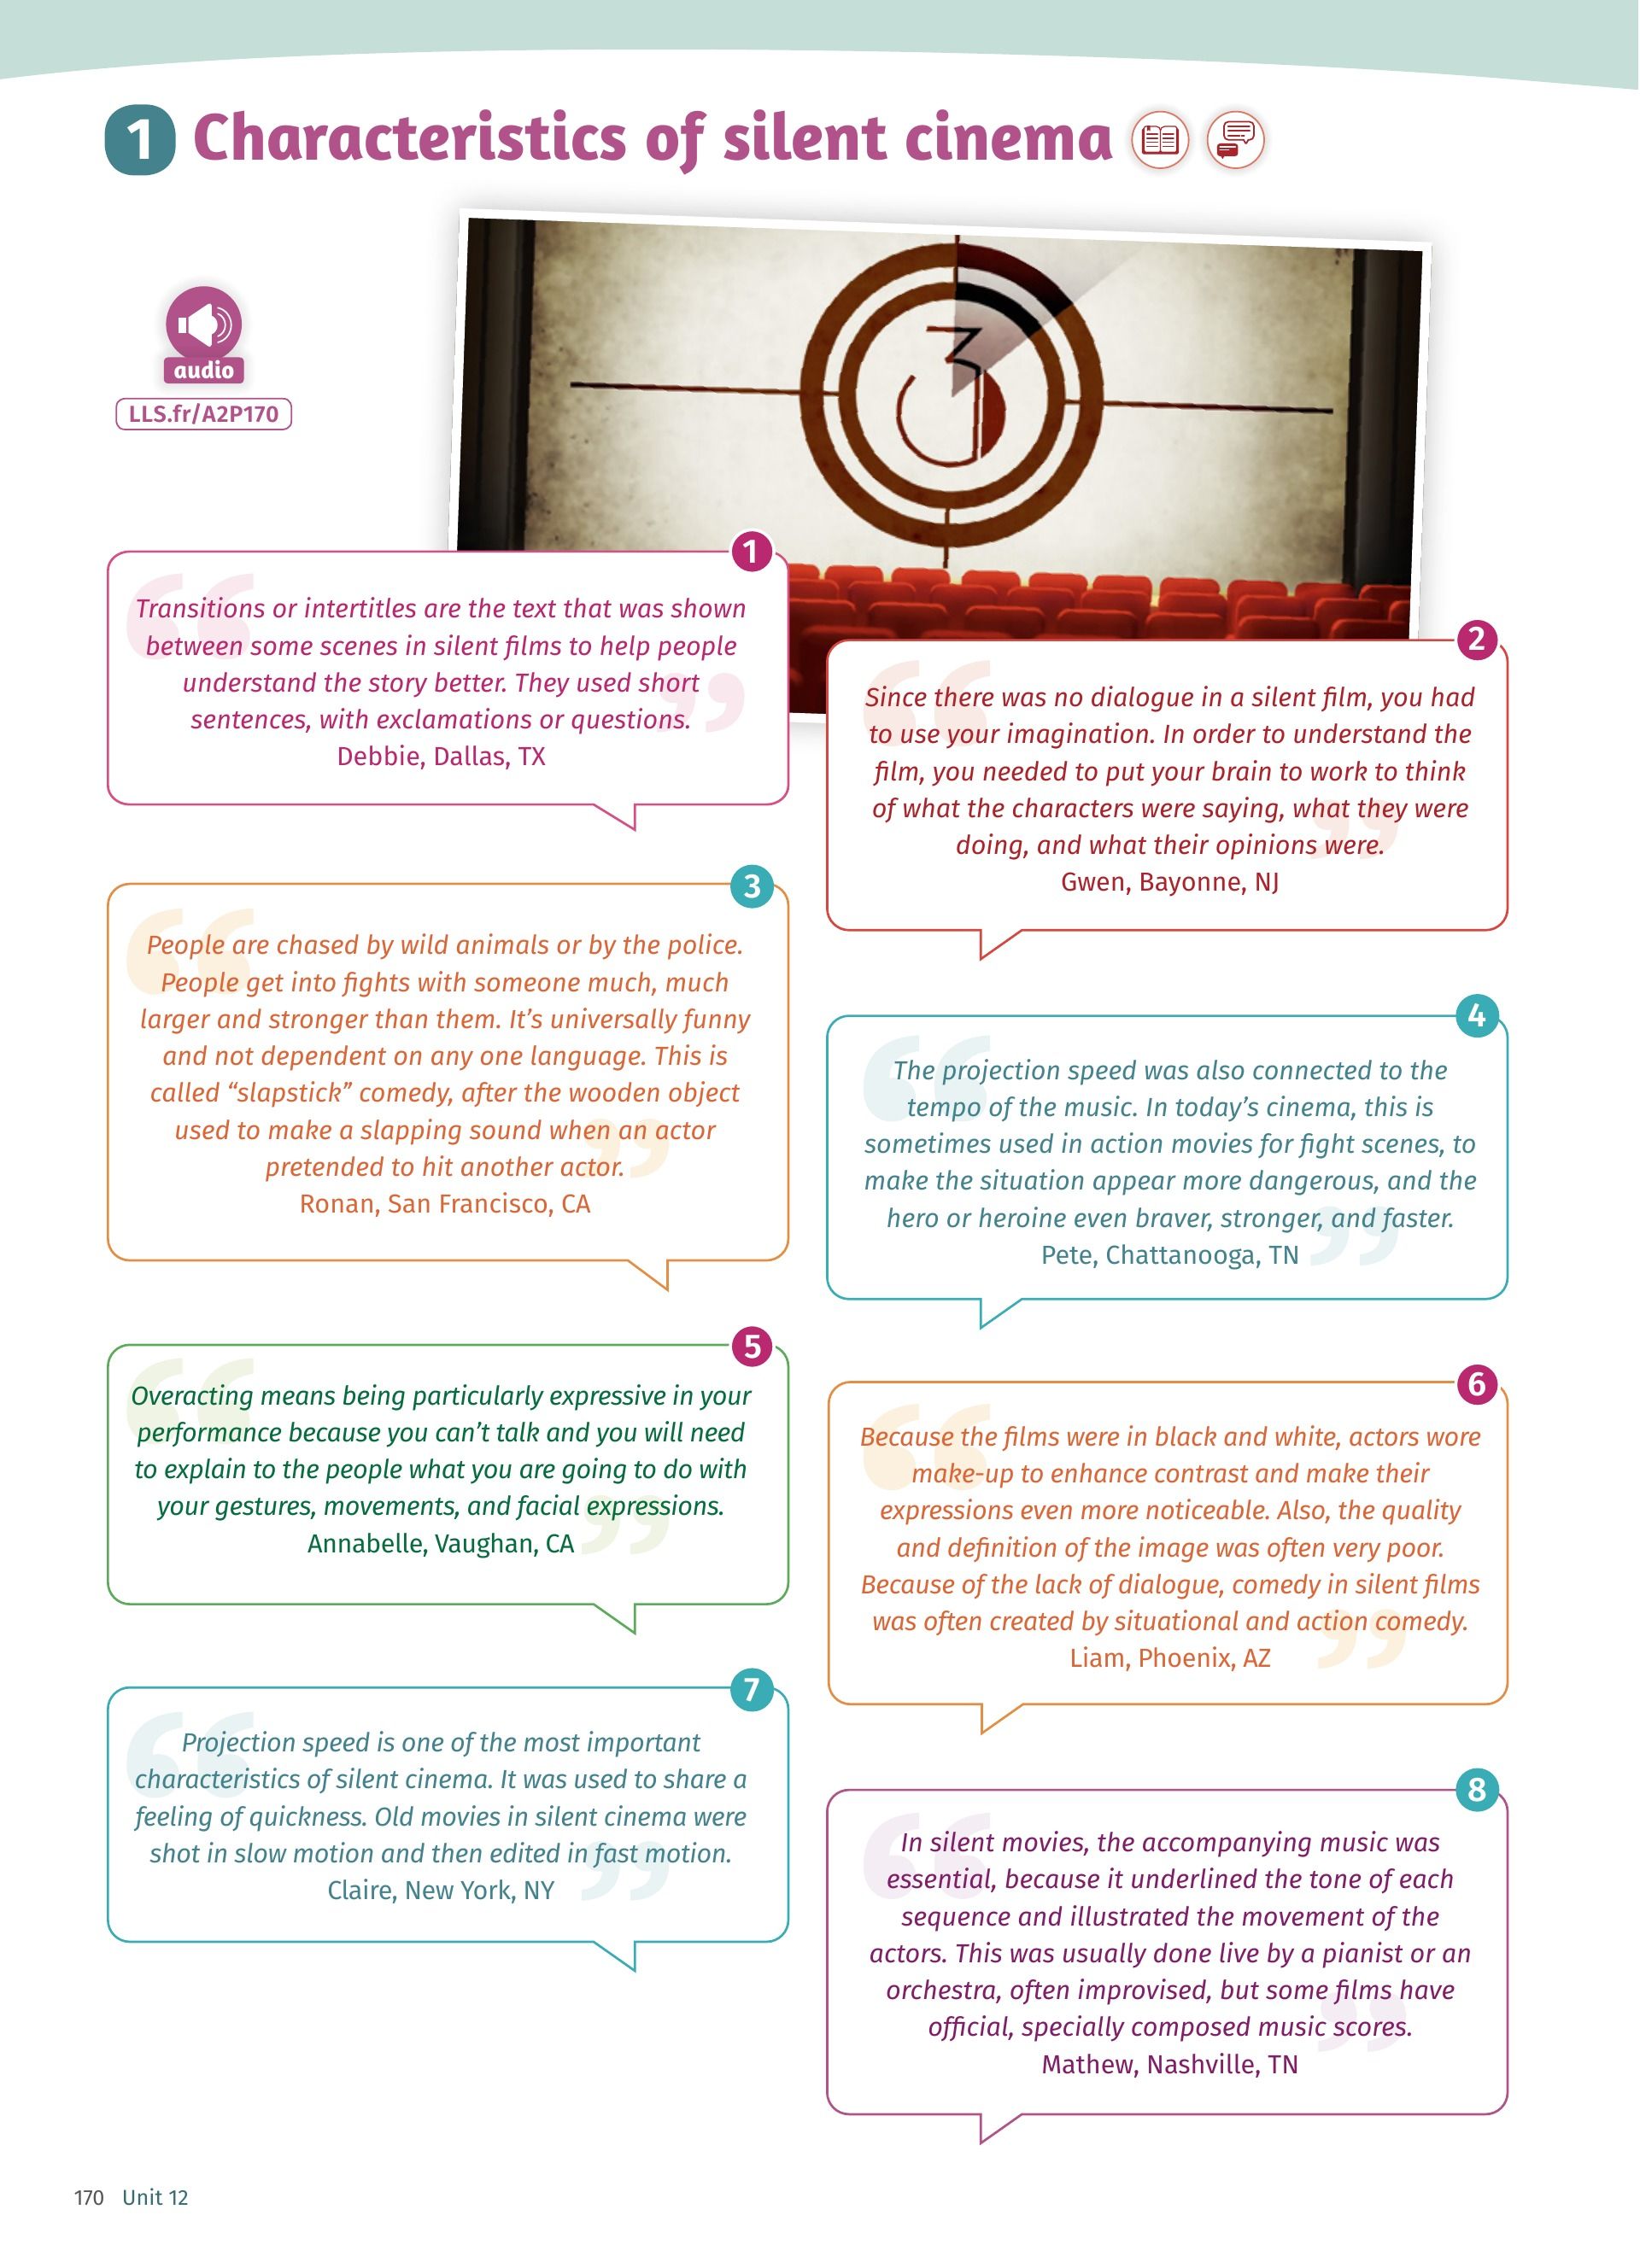 1 Characteristics of silent cinema
audio
LLS.fr/A2P170
3
1
Transitions or intertitles are the text that was shown
between some scenes in silent films to help people
understand the story better. They used short
sentences, with exclamations or questions.
Debbie, Dallas, TX
2
Since there was no dialogue in a silent film, you had
to use your imagination. In order to understand the
film, you needed to put your brain to work to think
of what the characters were saying, what they were
doing, and what their opinions were.
Gwen, Bayonne, NJ
3
People are chased by wild animals or by the police.
People get into fights with someone much, much
larger and stronger than them. It’s universally funny
and not dependent on any one language. This is
called “slapstick” comedy, after the wooden object
used to make a slapping sound when an actor
pretended to hit another actor.
Ronan, San Francisco, CA
4
The projection speed was also connected to the
tempo of the music. In today’s cinema, this is
sometimes used in action movies for fight scenes, to
make the situation appear more dangerous, and the
hero or heroine even braver, stronger, and faster.
Pete, Chattanooga, TN
5
Overacting means being particularly expressive in your
performance because you can’t talk and you will need
to explain to the people what you are going to do with
your gestures, movements, and facial expressions.
Annabelle, Vaughan, CA
6
Because the films were in black and white, actors wore
make-up to enhance contrast and make their
expressions even more noticeable. Also, the quality
and definition of the image was often very poor.
Because of the lack of dialogue, comedy in silent films
was often created by situational and action comedy.
Liam, Phoenix, AZ
7
Projection speed is one of the most important
characteristics of silent cinema. It was used to share a
feeling of quickness. Old movies in silent cinema were
shot in slow motion and then edited in fast motion.
Claire, New York, NY
8
In silent movies, the accompanying music was
essential, because it underlined the tone of each
sequence and illustrated the movement of the
actors. This was usually done live by a pianist or an
orchestra, often improvised, but some films have
official, specially composed music scores.
Mathew, Nashville, TN
170 Unit 12